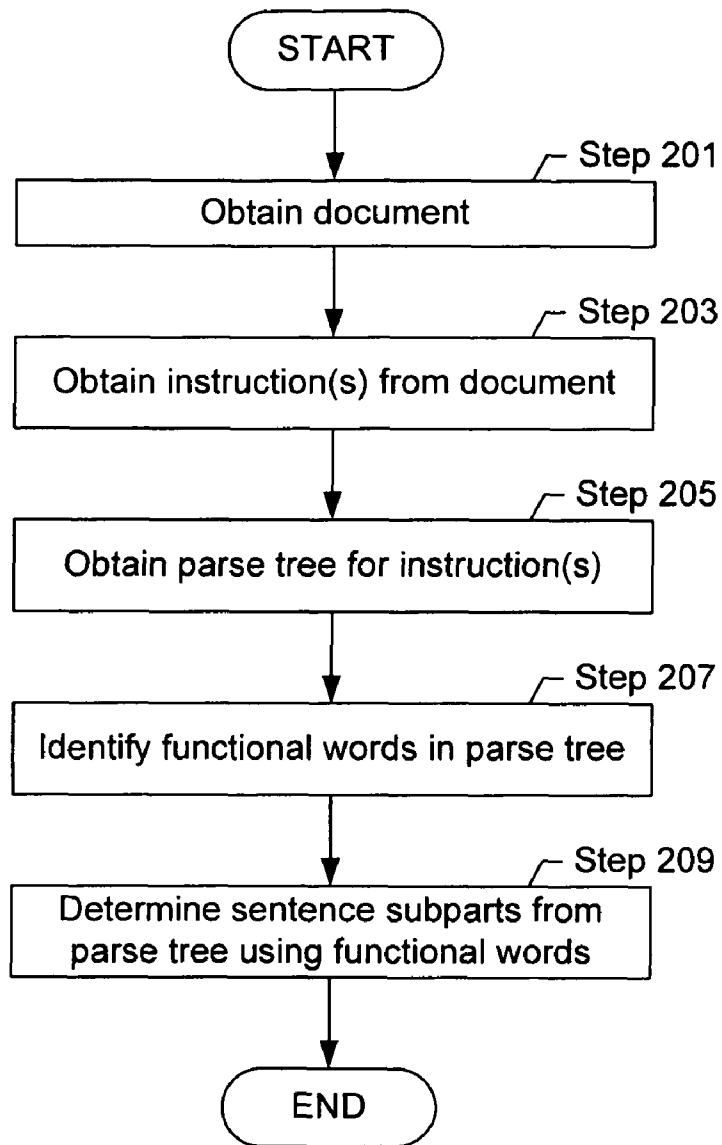 START
Step 201
Obtain document
Step 203
Obtain instruction(s) from document
Step 205
Obtain parse tree for instruction(s)
Step 207
Identify functional words in parse tree
Step 209
Determine sentence subparts from
parse tree using functional words
END